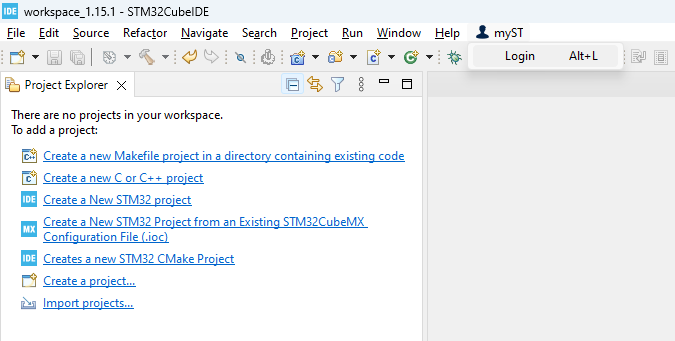 IDE workspace_1.15.1 - STM32CubeIDE
File Edit Source Refactor Navigate Search Project Run Window Help myST
Login Alt+L
Project Explorer
There are no projects in your workspace.
To add a project:
Create a new Makefile project in a directory containing existing code
Create a new C or C++ project
IDE Create a New STM32 project
MX Create a New STM32 Project from an Existing STM32CubeMX
Configuration File (.ioc)
IDE Creates a new STM32 CMake Project
Create a project...
Import projects...